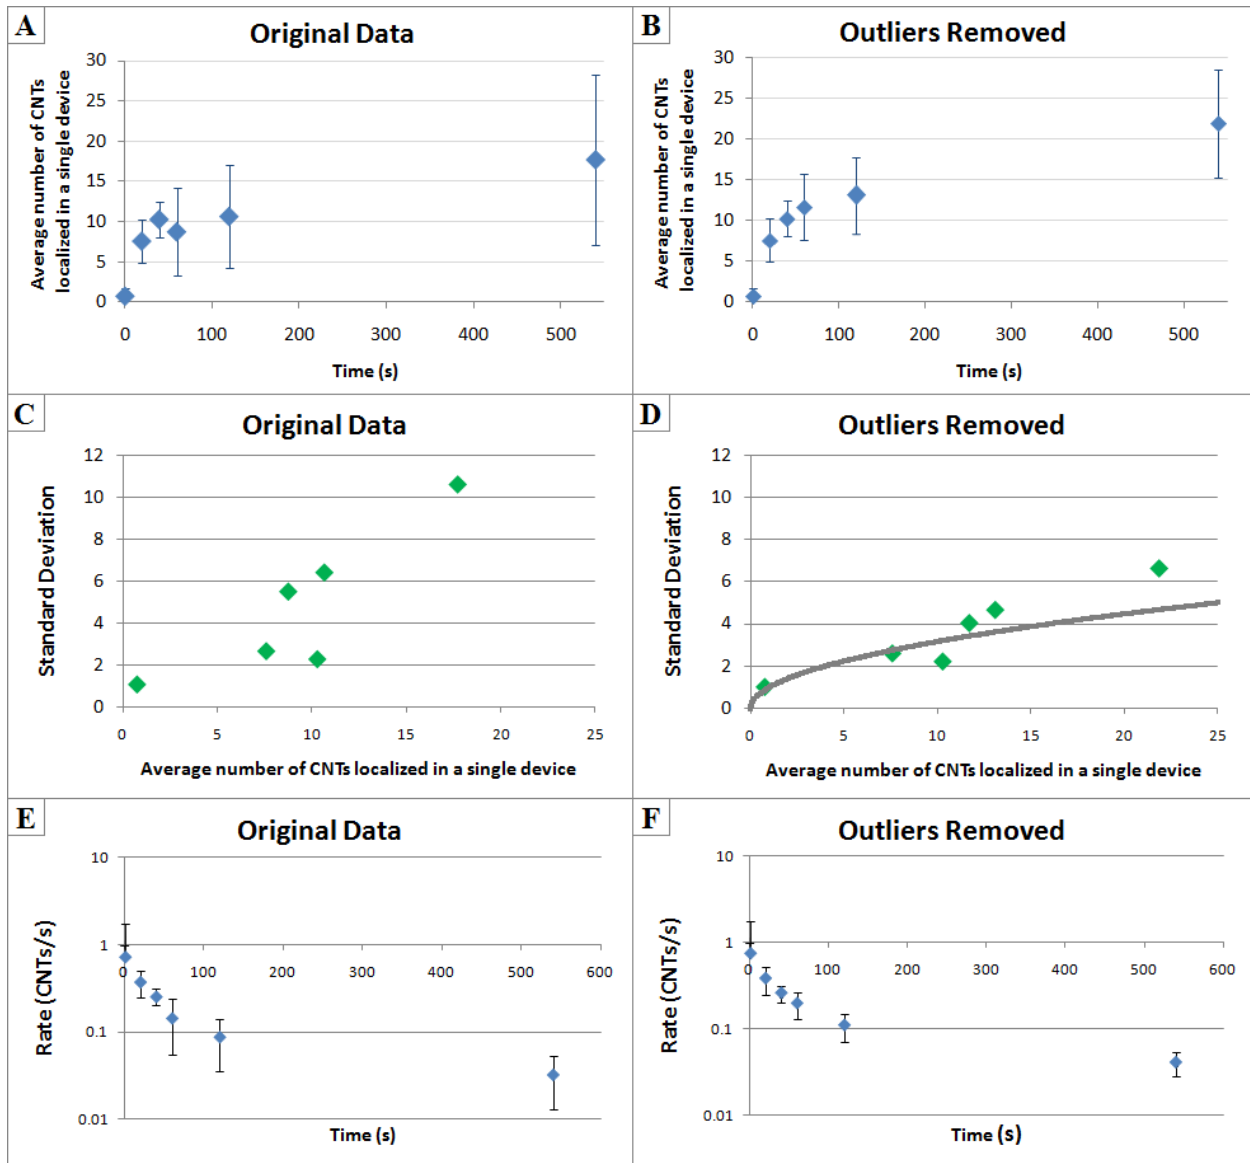 A
Original Data
Average number of CNTs
localized in a single device
30
25
20
15
10
5
0
0 100 200 300 400 500
Time (s)
B
Outliers Removed
Average number of CNTs
localized in a single device
30
25
20
15
10
5
0
0 100 200 300 400 500
Time (s)
C
Original Data
Standard Deviation
12
10
8
6
4
2
0
0 5 10 15 20 25
Average number of CNTs localized in a single device
D
Outliers Removed
Standard Deviation
12
10
8
6
4
2
0
0 5 10 15 20 25
Average number of CNTs localized in a single device
E
Original Data
Rate (CNTs/s)
10
1
0.1
0.01
0 100 200 300 400 500 600
Time (s)
F
Outliers Removed
Rate (CNTs/s)
10
1
0.1
0.01
0 100 200 300 400 500 600
Time (s)